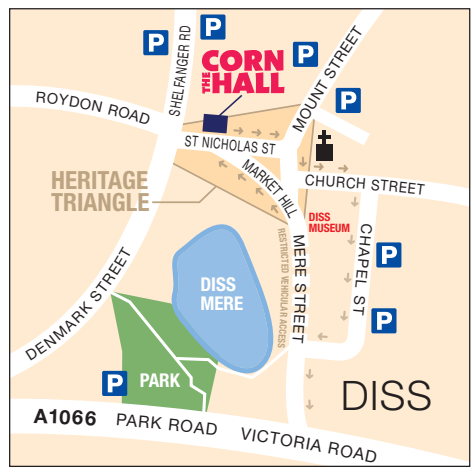 P
P
SHELFANGER RD
CORN
THE
HALL
P
MOUNT STREET
P
ROYDON ROAD
ST NICHOLAS ST
MARKET HILL
CHURCH STREET
HERITAGE
TRIANGLE
DISS
MUSEUM
RESTRICTED VEHICULAR ACCESS
MERE STREET
CHAPEL ST
P
P
DISS
MERE
DENMARK STREET
P
PARK
DISS
A1066 PARK ROAD VICTORIA ROAD